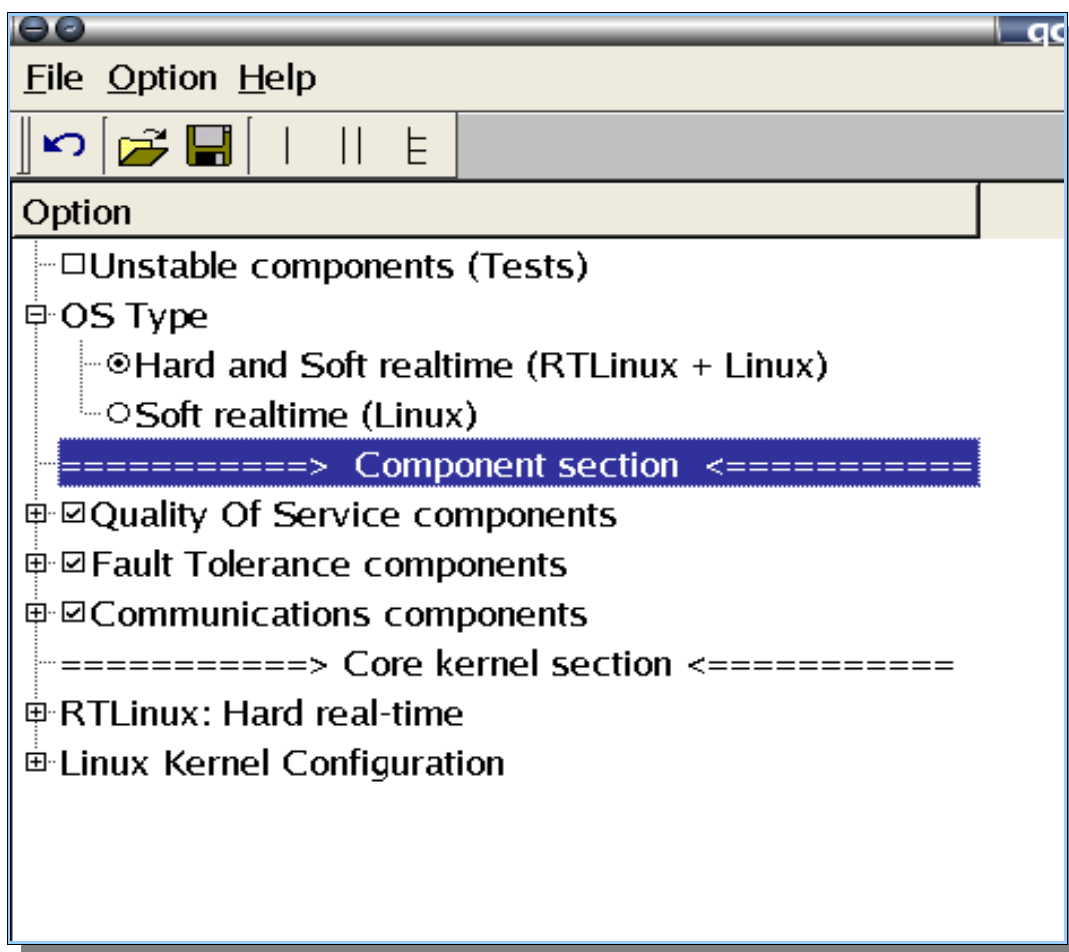 qc
File Option Help
Option
Unstable components (Tests)
OS Type
Hard and Soft realtime (RTLinux + Linux)
Soft realtime (Linux)
===========> Component section <===========
Quality Of Service components
Fault Tolerance components
Communications components
===========> Core kernel section <===========
RTLinux: Hard real-time
Linux Kernel Configuration